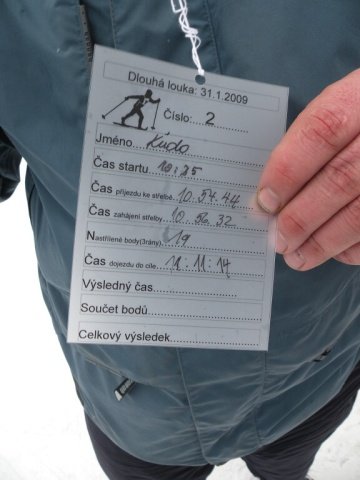 Dlouhá louka: 31.1.2009
Číslo:....2..............
Jméno Kudo
Čas startu 10:25
Čas příjezdu ke střelbě 10.54.44
Čas zahájení střelby 10 56 32
Nastřílené body(3rány) 19
Čas dojezdu do cíle 11:11:14
Výsledný čas........................
Součet bodů........................
Celkový výsledek........................